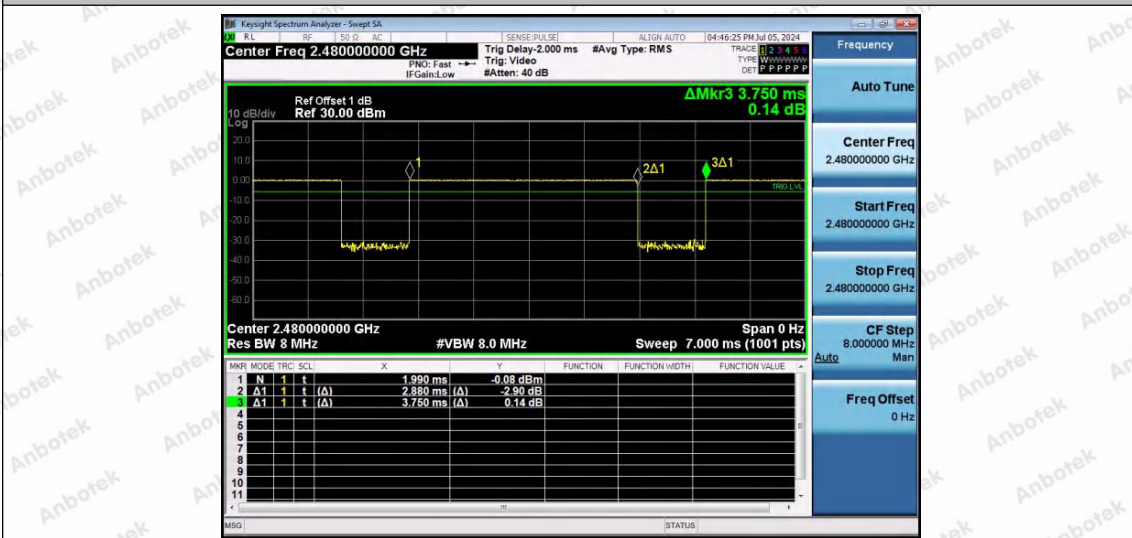 Keysight Spectrum Analyzer - Swept SA
RL RF 50 Ω AC SENSE:PULSE ALIGN AUTO 04:46:25 PM Jul 05, 2024
Center Freq 2.480000000 GHz
PNO: Fast
IFGain:Low
Trig Delay-2.000 ms
Trig: Video
#Atten: 40 dB
#Avg Type: RMS
TRACE 1 2 3 4 5 6
TYPE WWWWWW
DET P P P P P P
ΔMkr3 3.750 ms
0.14 dB
Ref Offset 1 dB
10 dB/div Ref 30.00 dBm
Log
20.0
10.0
0.00
-10.0
-20.0
-30.0
-40.0
-50.0
-60.0
1
2Δ1
3Δ1
TRIG LVL
Center 2.480000000 GHz Span 0 Hz
Res BW 8 MHz #VBW 8.0 MHz Sweep 7.000 ms (1001 pts)
MKR MODE TRC SCL X Y FUNCTION FUNCTION WIDTH FUNCTION VALUE
1 N 1 t 1.990 ms -0.08 dBm
2 Δ1 1 t (Δ) 2.880 ms (Δ) -2.90 dB
3 Δ1 1 t (Δ) 3.750 ms (Δ) 0.14 dB
4
5
6
7
8
9
10
11
MSG STATUS
Frequency
Auto Tune
Center Freq
2.480000000 GHz
Start Freq
2.480000000 GHz
Stop Freq
2.480000000 GHz
CF Step
8.000000 MHz
Auto Man
Freq Offset
0 Hz
Anbotek